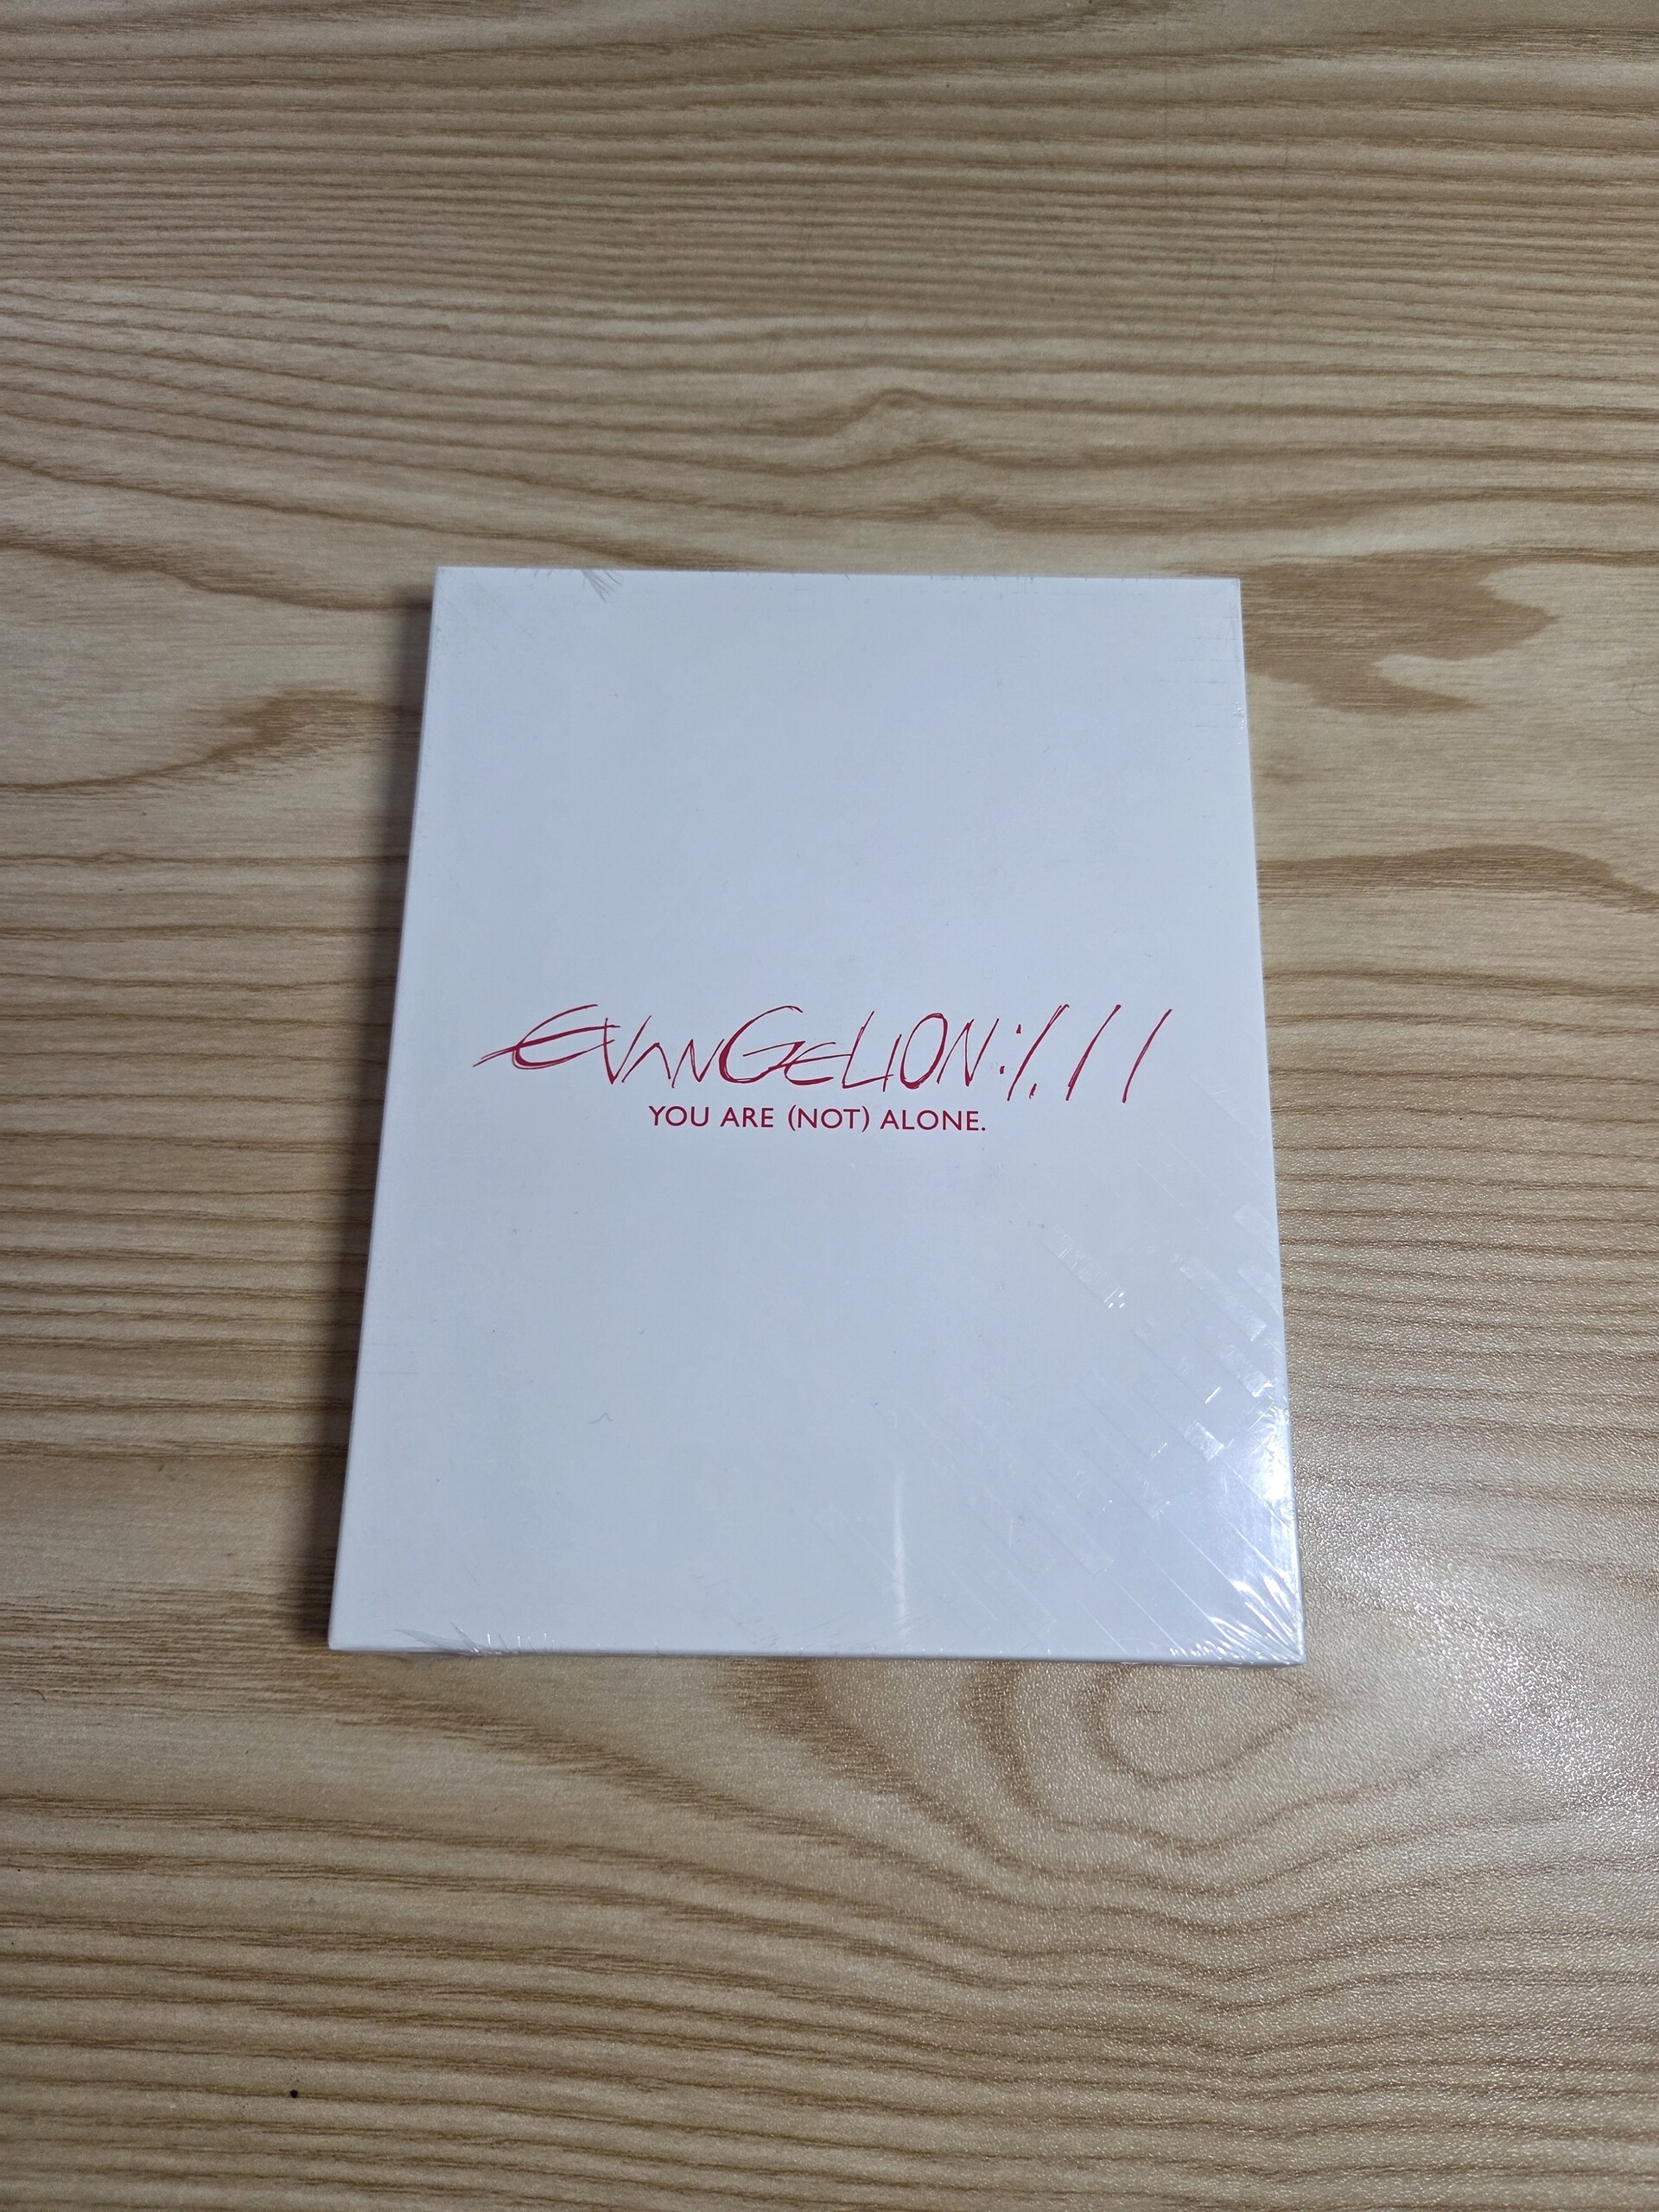 EVANGELION:1.11
YOU ARE (NOT) ALONE.